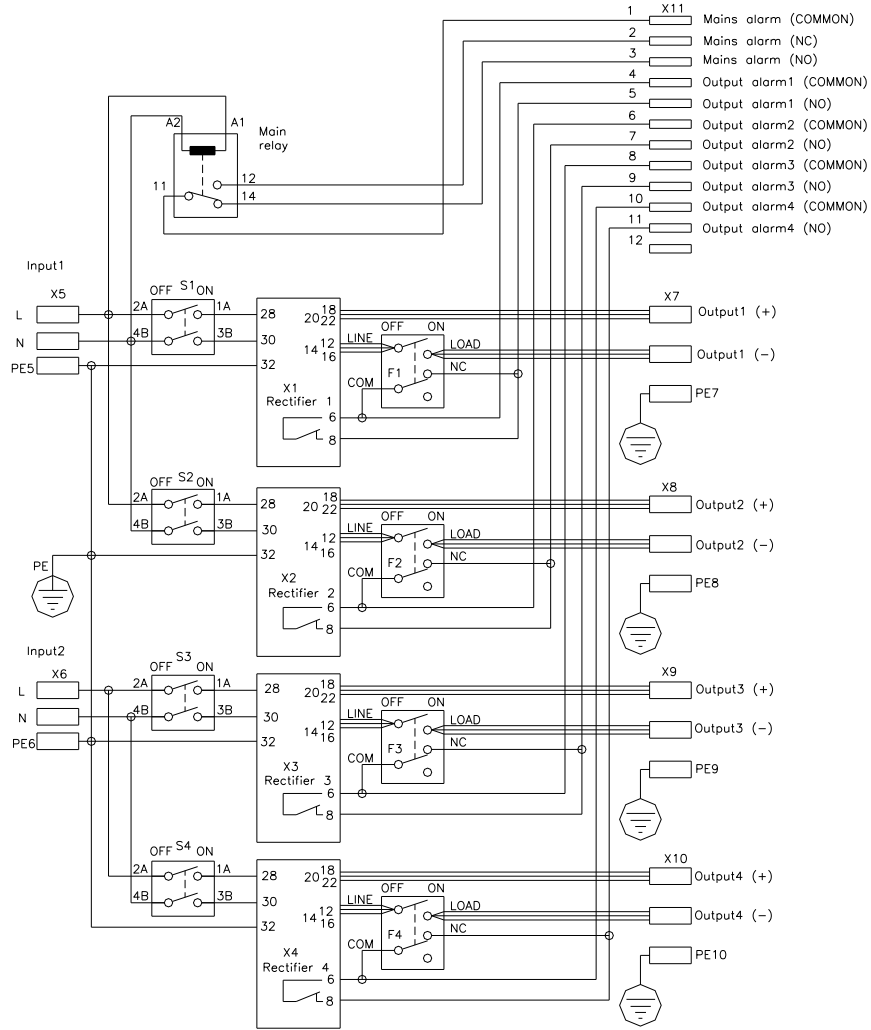 1 X11 Mains alarm (COMMON)
2 Mains alarm (NC)
3 Mains alarm (NO)
4 Output alarm1 (COMMON)
5 Output alarm1 (NO)
6 Output alarm2 (COMMON)
7 Output alarm2 (NO)
8 Output alarm3 (COMMON)
9 Output alarm3 (NO)
10 Output alarm4 (COMMON)
11 Output alarm4 (NO)
12
A2 A1 Main
relay
12
11 14
Input1
X5 OFF S1 ON X7
L 2A 1A 28 18 Output1 (+)
20 22
OFF ON
N 4B 3B 30 12 LINE LOAD Output1 (-)
14 16
PE5 32 F1 NC
COM
X1 PE7
Rectifier 1 6
8
OFF S2 ON X8
2A 1A 28 18 Output2 (+)
20 22
OFF ON
4B 3B 30 12 LINE LOAD Output2 (-)
14 16
PE 32 F2 NC
COM
X2 PE8
Rectifier 2 6
8
Input2
X6 OFF S3 ON X9
L 2A 1A 28 18 Output3 (+)
20 22
OFF ON
N 4B 3B 30 12 LINE LOAD Output3 (-)
14 16
PE6 32 F3 NC
COM
X3 PE9
Rectifier 3 6
8
OFF S4 ON X10
2A 1A 28 18 Output4 (+)
20 22
OFF ON
4B 3B 30 12 LINE LOAD Output4 (-)
14 16
32 F4 NC
COM
X4 PE10
Rectifier 4 6
8